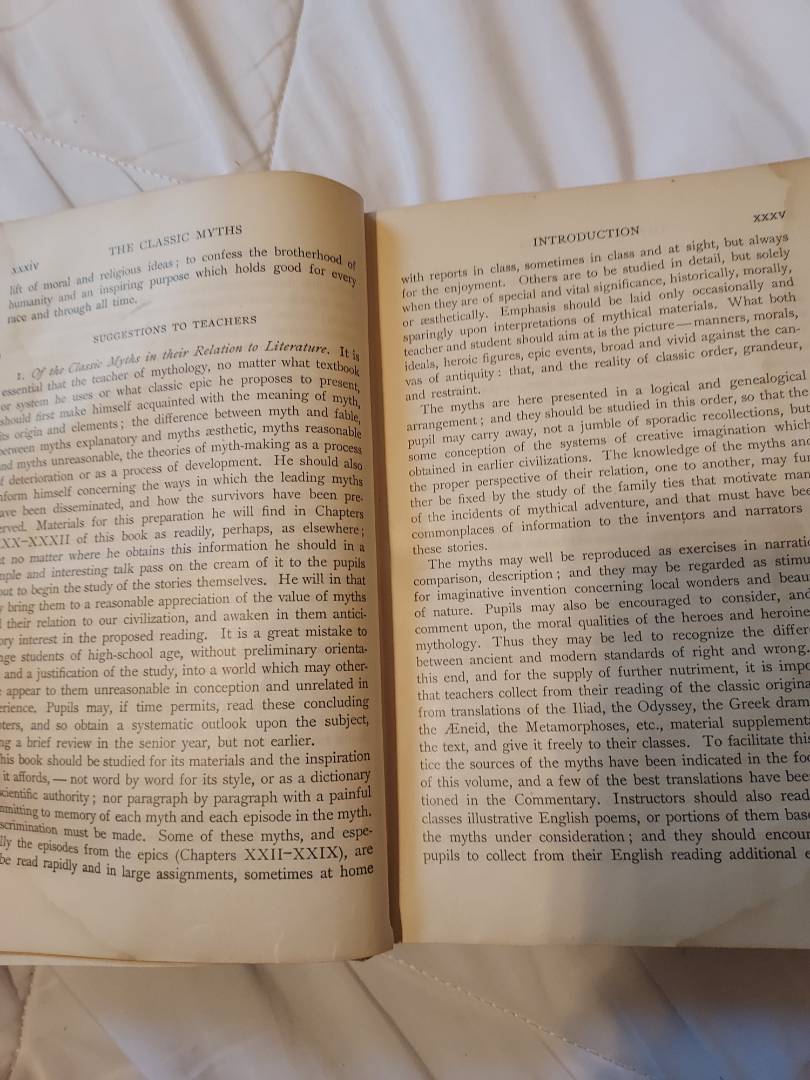 xxxiv
THE CLASSIC MYTHS
lift of moral and religious ideas; to confess the brotherhood of
humanity and an inspiring purpose which holds good for every
race and through all time.
SUGGESTIONS TO TEACHERS
1. Of the Classic Myths in their Relation to Literature. It is
essential that the teacher of mythology, no matter what textbook
or system he uses or what classic epic he proposes to present,
should first make himself acquainted with the meaning of myth,
its origin and elements; the difference between myth and fable,
between myths explanatory and myths æsthetic, myths reasonable
nd myths unreasonable, the theories of myth-making as a process
f deterioration or as a process of development. He should also
nform himself concerning the ways in which the leading myths
ave been disseminated, and how the survivors have been pre-
erved. Materials for this preparation he will find in Chapters
XX–XXXII of this book as readily, perhaps, as elsewhere;
t no matter where he obtains this information he should in a
mple and interesting talk pass on the cream of it to the pupils
out to begin the study of the stories themselves. He will in that
y bring them to a reasonable appreciation of the value of myths
their relation to our civilization, and awaken in them antici-
ory interest in the proposed reading. It is a great mistake to
nge students of high-school age, without preliminary orienta-
and a justification of the study, into a world which may other-
appear to them unreasonable in conception and unrelated in
erience. Pupils may, if time permits, read these concluding
ters, and so obtain a systematic outlook upon the subject,
ng a brief review in the senior year, but not earlier.
his book should be studied for its materials and the inspiration
it affords, — not word by word for its style, or as a dictionary
scientific authority; nor paragraph by paragraph with a painful
mmitting to memory of each myth and each episode in the myth.
scrimination must be made. Some of these myths, and espe-
lly the episodes from the epics (Chapters XXII–XXIX), are
be read rapidly and in large assignments, sometimes at home
INTRODUCTION
xxxv
with reports in class, sometimes in class and at sight, but always
for the enjoyment. Others are to be studied in detail, but solely
when they are of special and vital significance, historically, morally,
or æsthetically. Emphasis should be laid only occasionally and
sparingly upon interpretations of mythical materials. What both
teacher and student should aim at is the picture — manners, morals,
ideals, heroic figures, epic events, broad and vivid against the can-
vas of antiquity: that, and the reality of classic order, grandeur,
and restraint.
The myths are here presented in a logical and genealogical
arrangement; and they should be studied in this order, so that the
pupil may carry away, not a jumble of sporadic recollections, but
some conception of the systems of creative imagination which
obtained in earlier civilizations. The knowledge of the myths and
the proper perspective of their relation, one to another, may fur
ther be fixed by the study of the family ties that motivate man
of the incidents of mythical adventure, and that must have bee
commonplaces of information to the inventors and narrators
these stories.
The myths may well be reproduced as exercises in narratio
comparison, description; and they may be regarded as stimu
for imaginative invention concerning local wonders and beau
of nature. Pupils may also be encouraged to consider, and
comment upon, the moral qualities of the heroes and heroine
mythology. Thus they may be led to recognize the differe
between ancient and modern standards of right and wrong.
this end, and for the supply of further nutriment, it is impo
that teachers collect from their reading of the classic origina
from translations of the Iliad, the Odyssey, the Greek dram
the Æneid, the Metamorphoses, etc., material supplementa
the text, and give it freely to their classes. To facilitate this
tice the sources of the myths have been indicated in the foo
of this volume, and a few of the best translations have bee
tioned in the Commentary. Instructors should also read
classes illustrative English poems, or portions of them base
the myths under consideration; and they should encour
pupils to collect from their English reading additional e